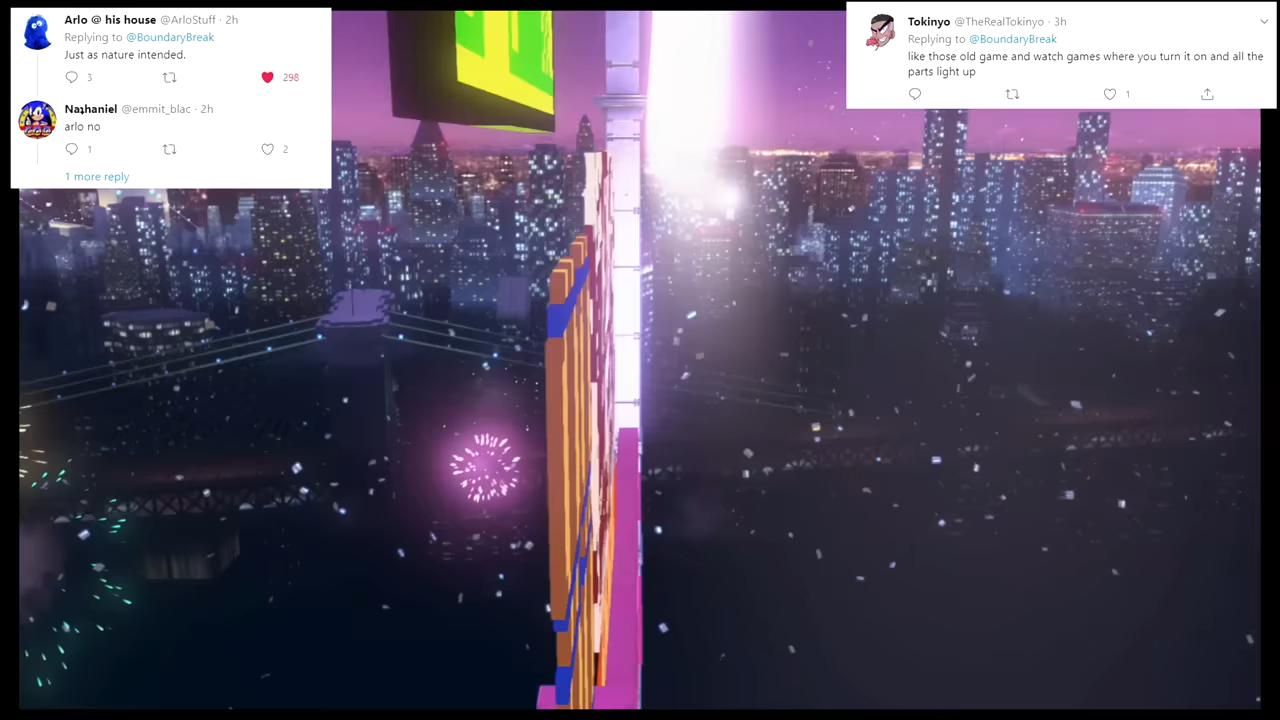 Arlo @ his house @ArloStuff · 2h
Replying to @BoundaryBreak
Just as nature intended.
3 298
Nathaniel @emmit_blac · 2h
arlo no
1 2
1 more reply
Tokinyo @TheRealTokinyo · 3h
Replying to @BoundaryBreak
like those old game and watch games where you turn it on and all the
parts light up
1